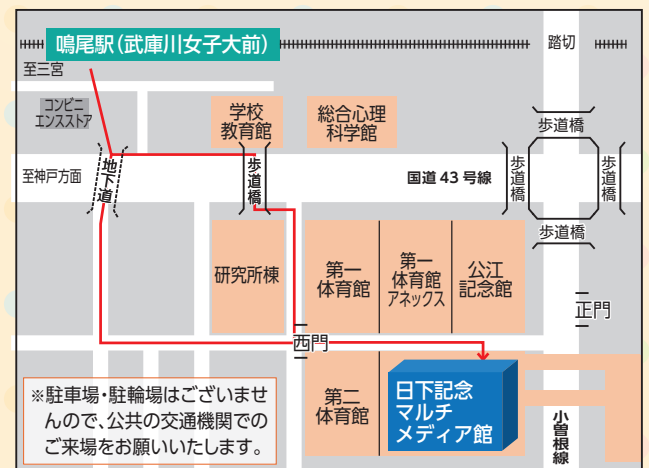 鳴尾駅(武庫川女子大前)
踏切
至三宮
コンビニ
エンスストア
学校
教育館
総合心理
科学館
歩道橋
至神戸方面
地下道
歩道橋
国道43号線
歩道橋
歩道橋
歩道橋
研究所棟
第一
体育館
第一
体育館
アネックス
公江
記念館
正門
西門
第二
体育館
日下記念
マルチ
メディア館
小曽根線
※駐車場・駐輪場はございませ
んので、公共の交通機関での
ご来場をお願いいたします。